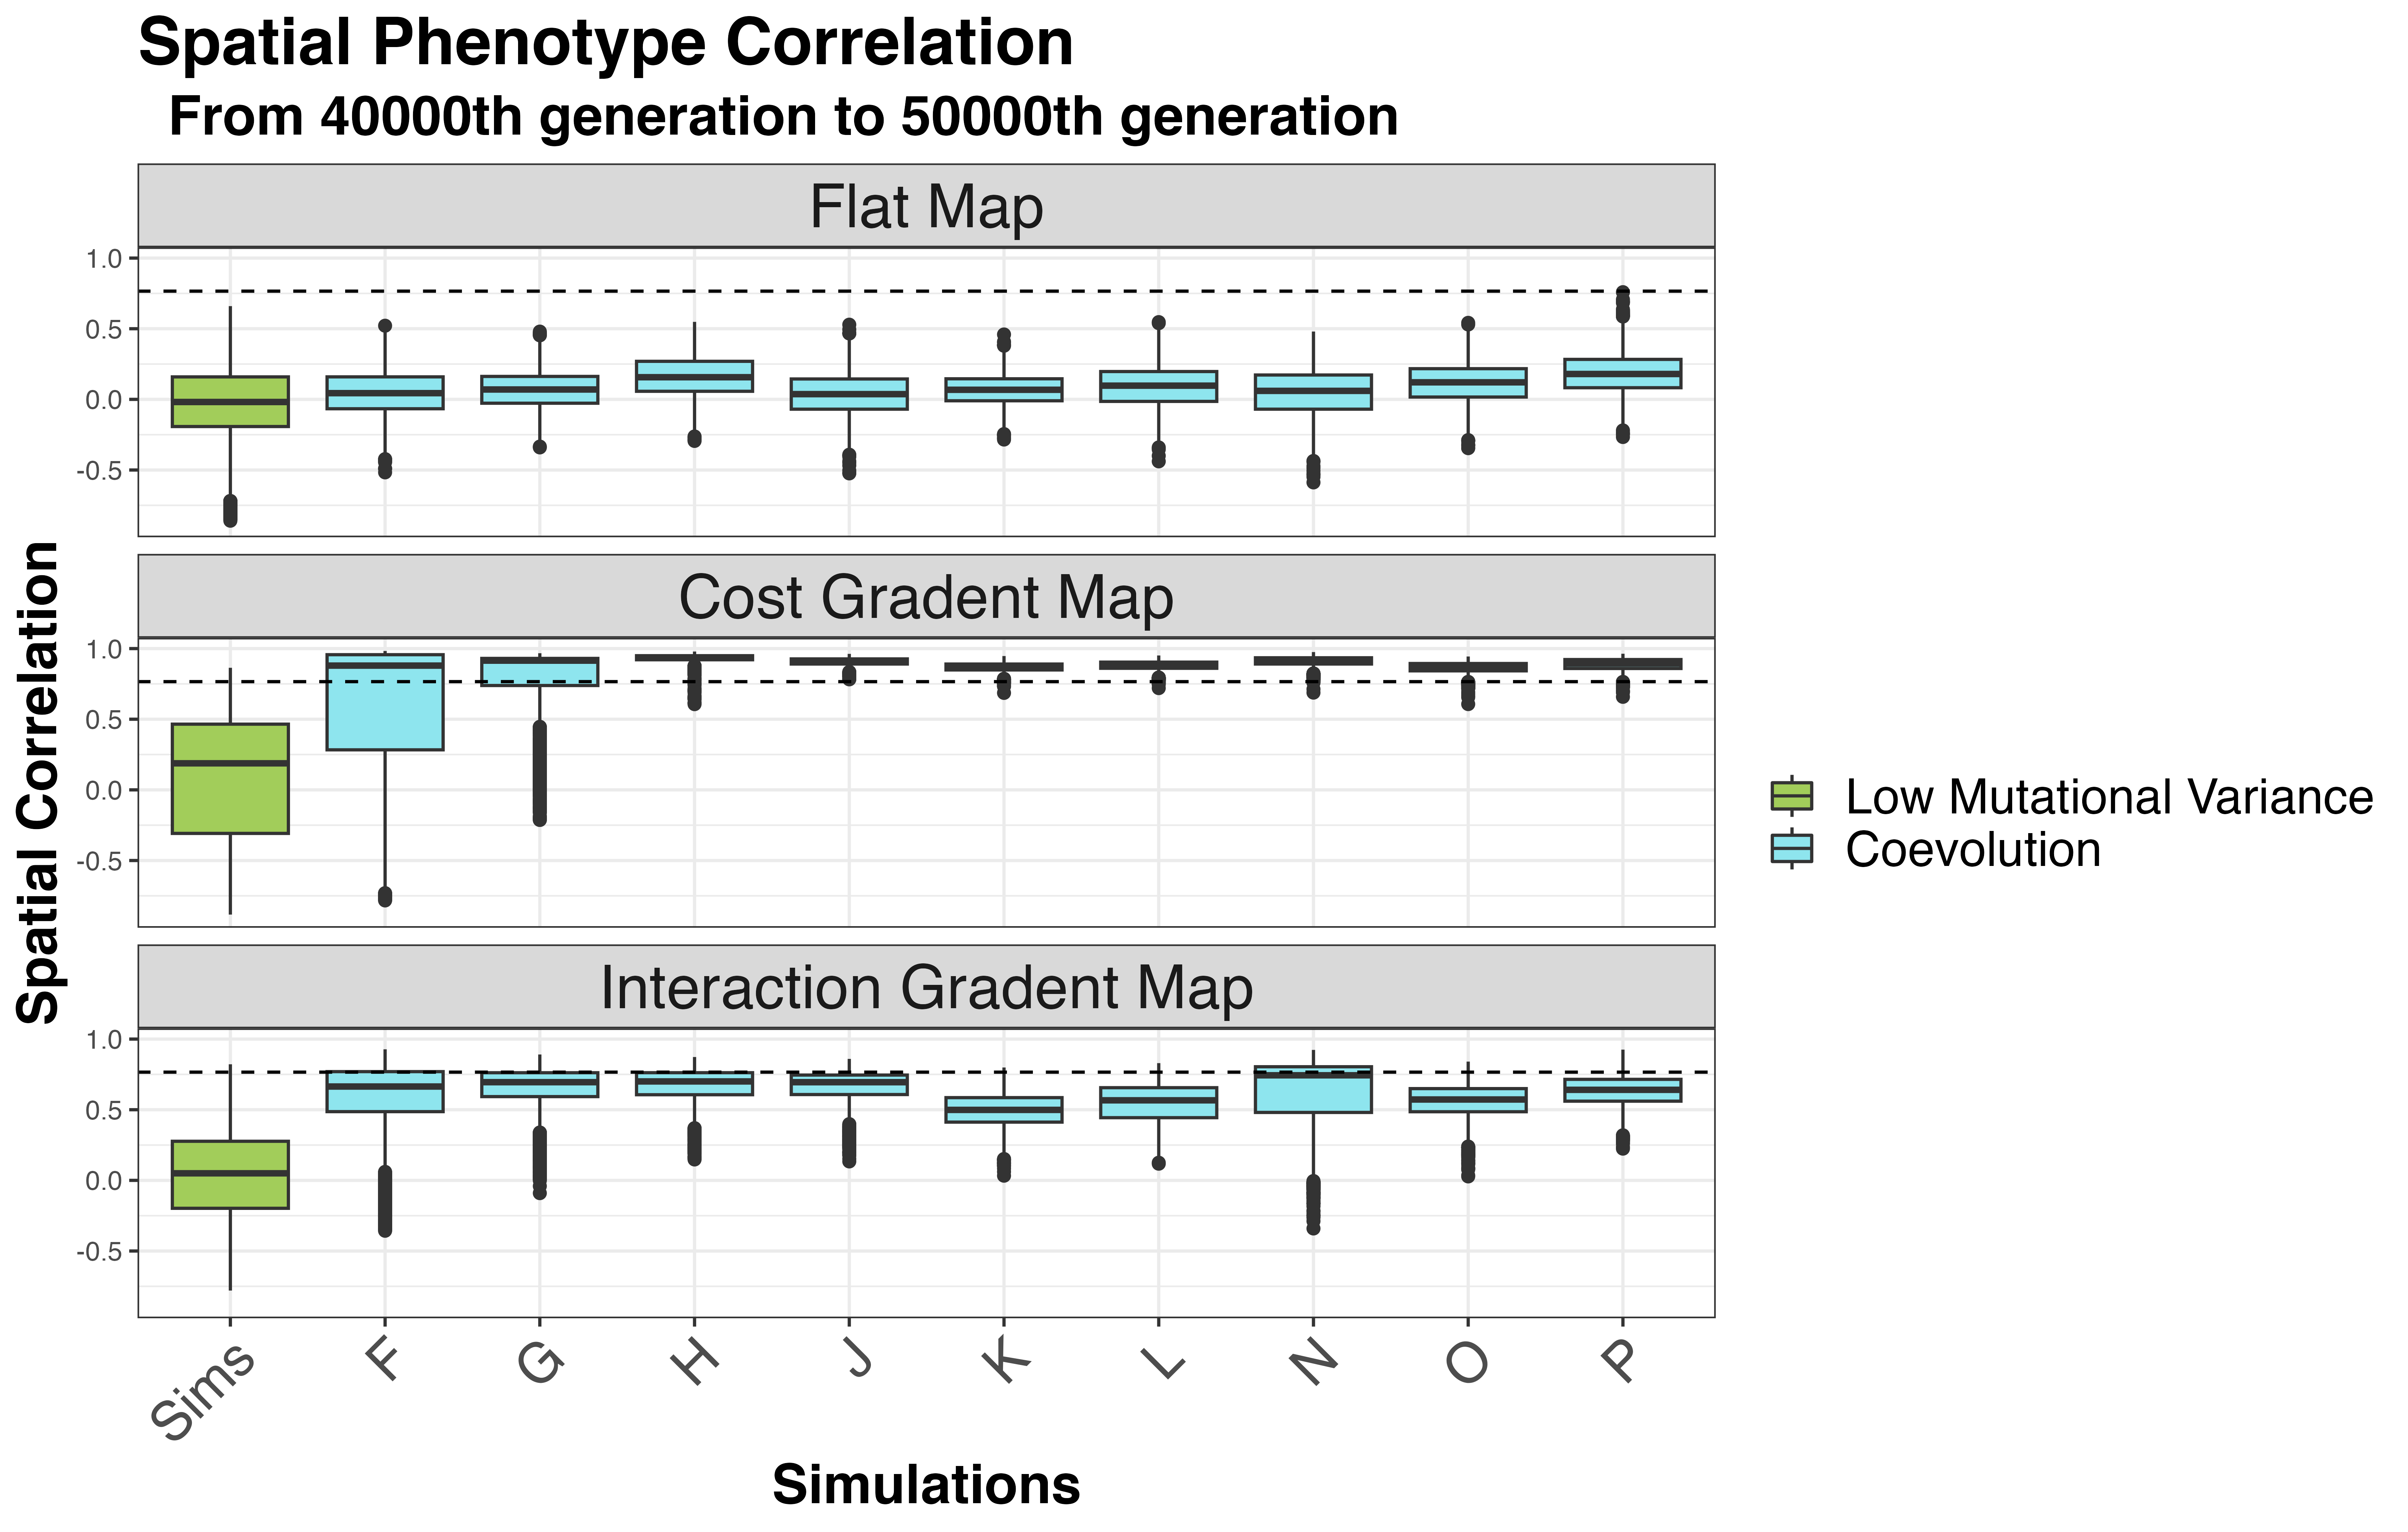 Spatial Phenotype Correlation
From 40000th generation to 50000th generation
Flat Map
1.0
0.5
0.0
-0.5
Cost Gradent Map
1.0
0.5
0.0
-0.5
Interaction Gradent Map
1.0
0.5
0.0
-0.5
Spatial Correlation
Sims F G H J K L N O P
Simulations
Low Mutational Variance
Coevolution